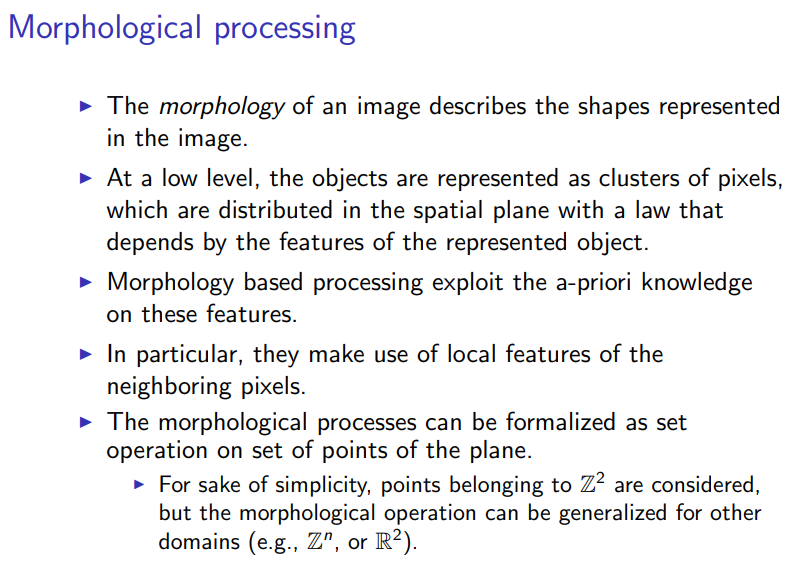 Morphological processing
▶ The morphology of an image describes the shapes represented
in the image.
▶ At a low level, the objects are represented as clusters of pixels,
which are distributed in the spatial plane with a law that
depends by the features of the represented object.
▶ Morphology based processing exploit the a-priori knowledge
on these features.
▶ In particular, they make use of local features of the
neighboring pixels.
▶ The morphological processes can be formalized as set
operation on set of points of the plane.
▶ For sake of simplicity, points belonging to ℤ² are considered,
but the morphological operation can be generalized for other
domains (e.g., ℤⁿ, or ℝ²).